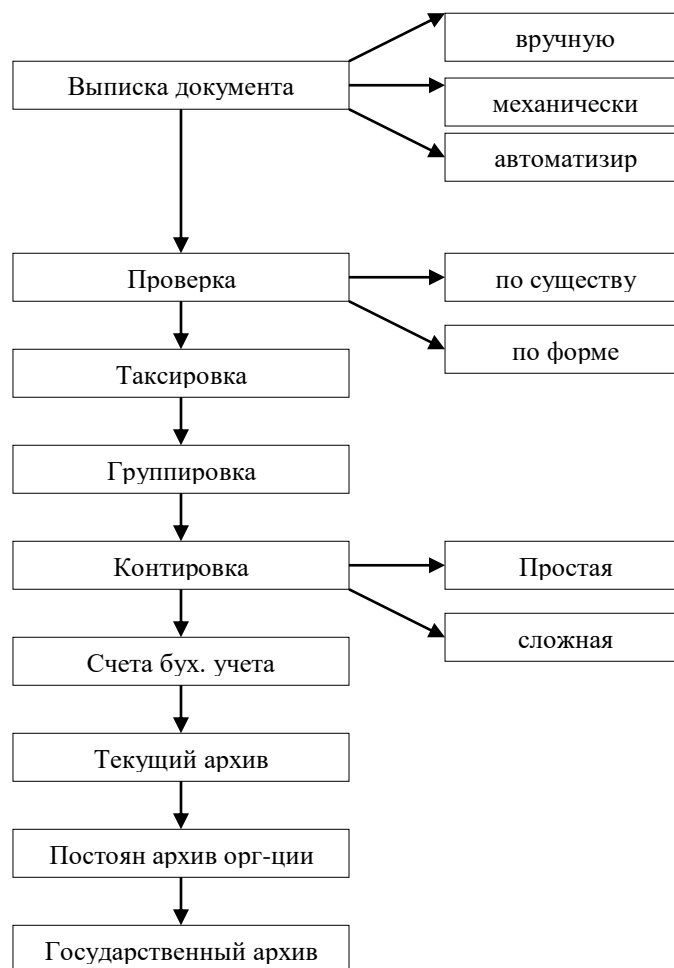 вручную
Выписка документа
механически
автоматизир
Проверка
по существу
по форме
Таксировка
Группировка
Контировка
Простая
сложная
Счета бух. учета
Текущий архив
Постоян архив орг-ции
Государственный архив